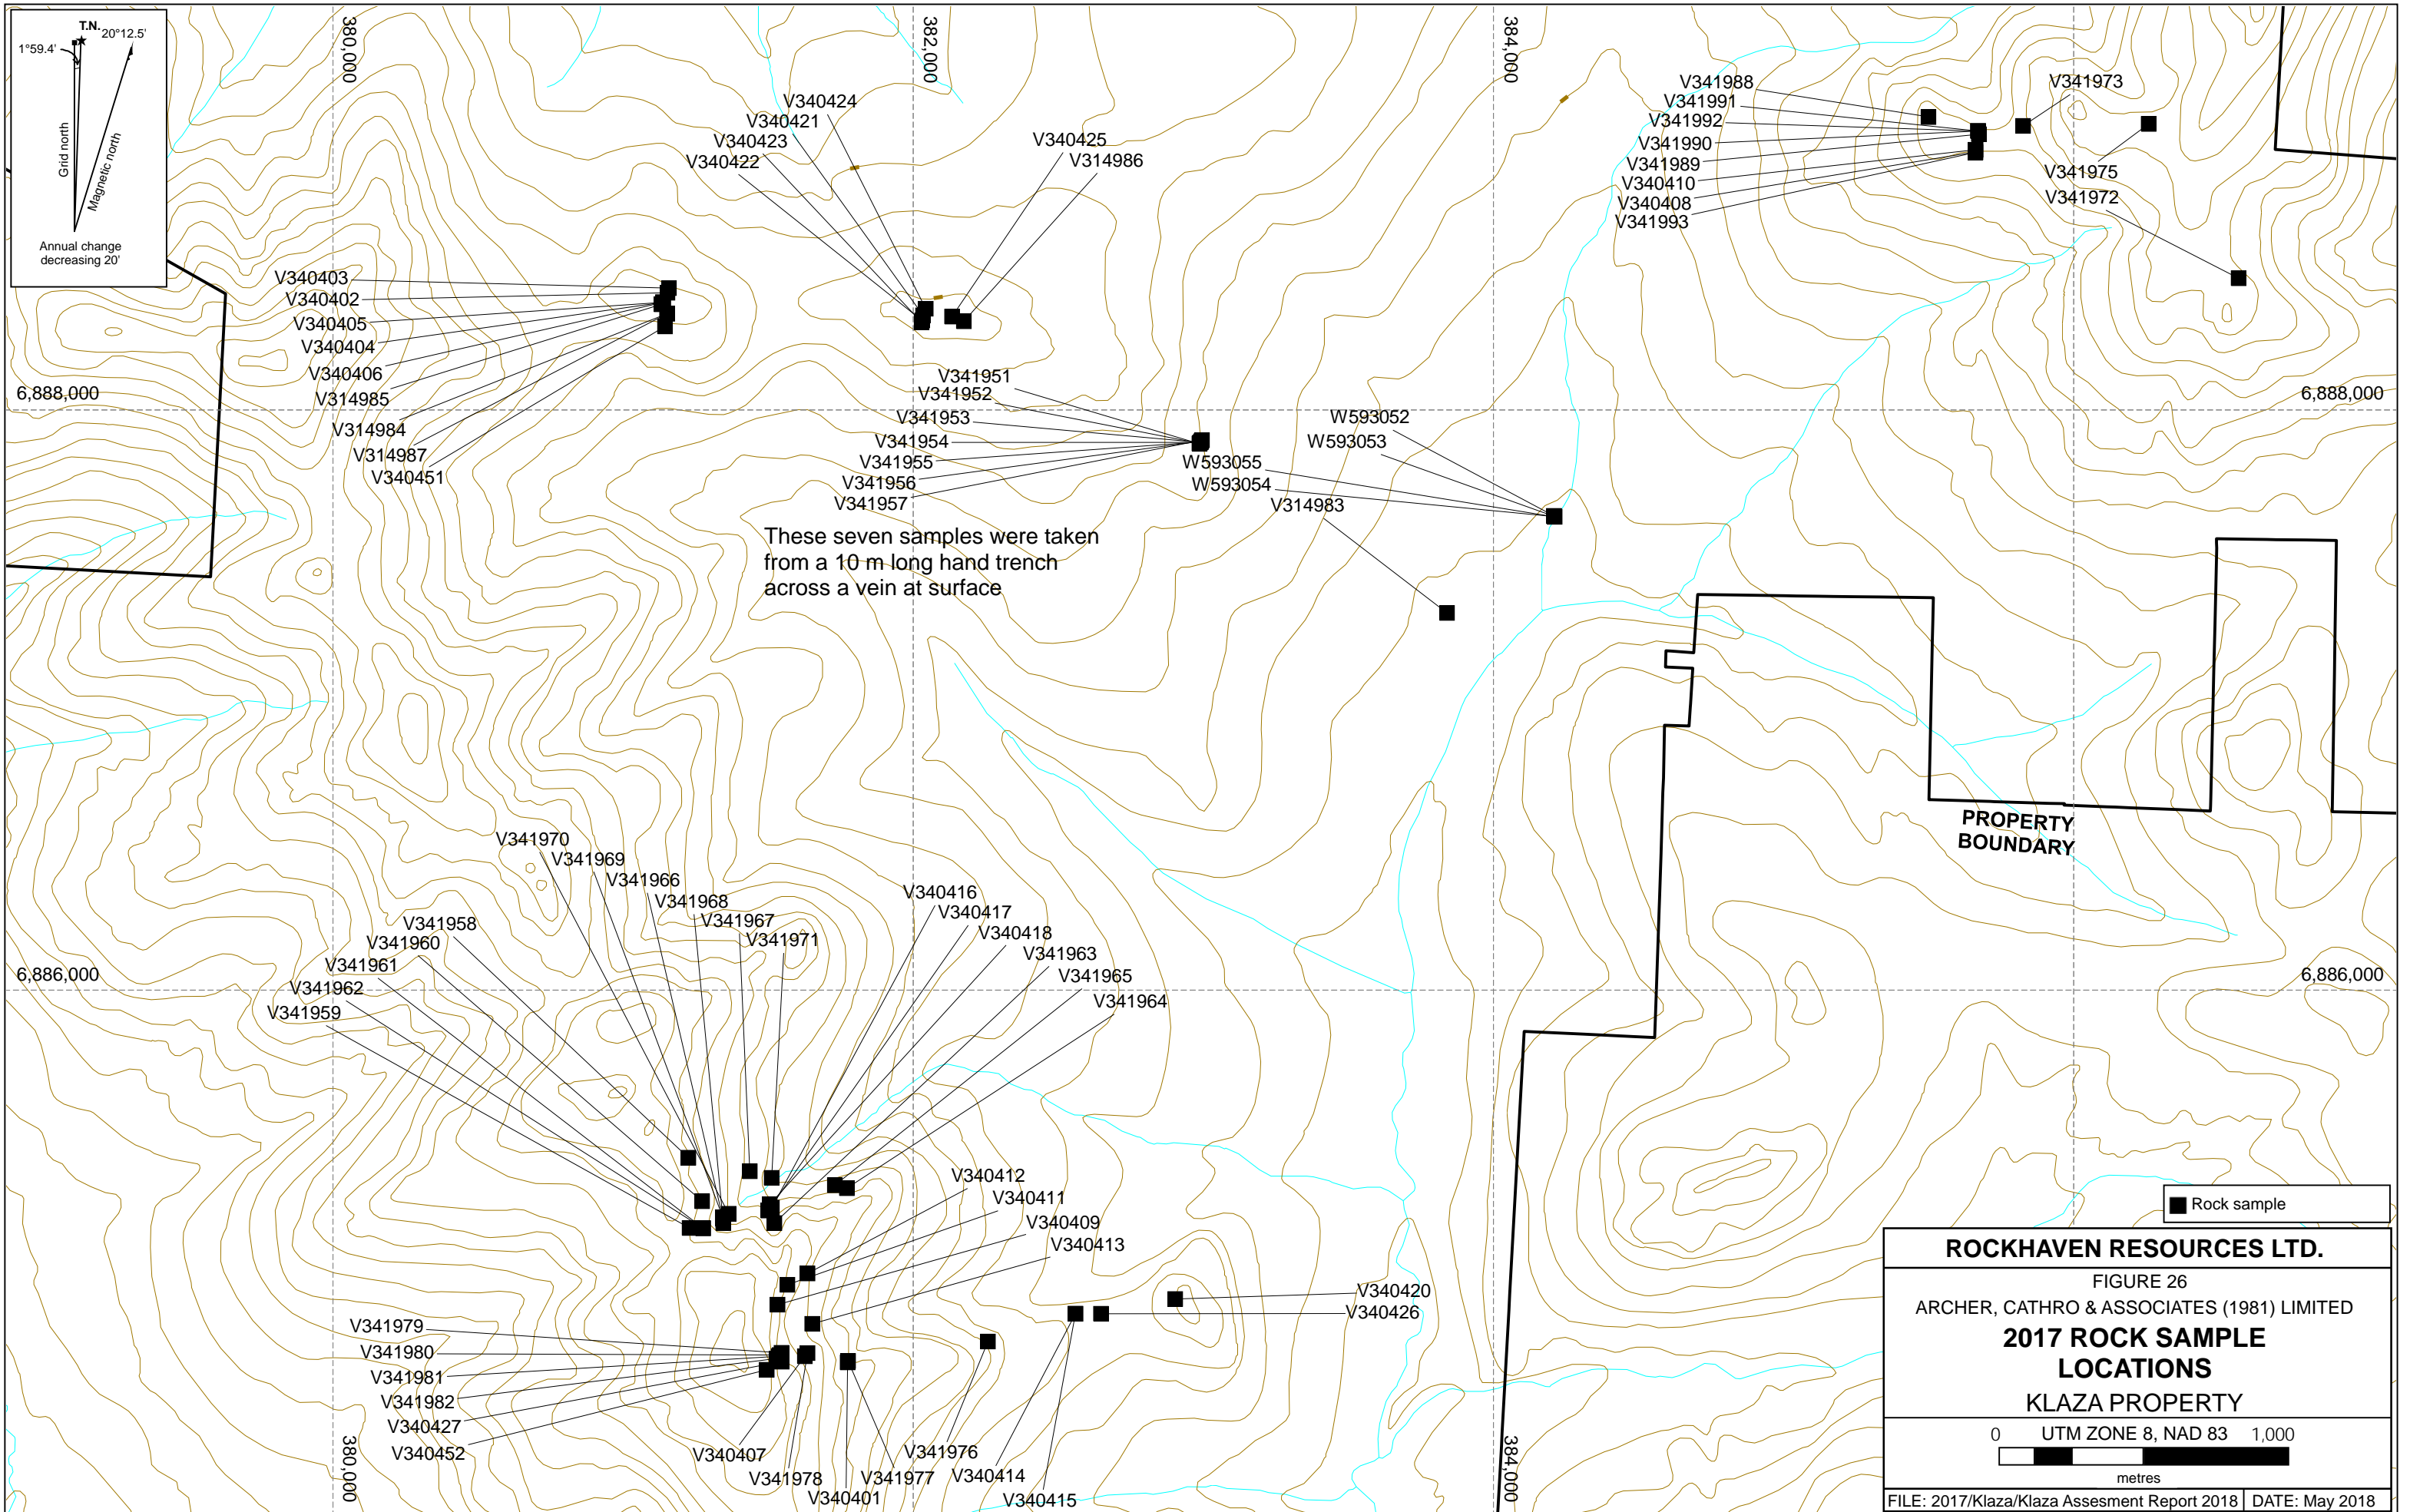 T.N.
1°59.4'
20°12.5'
Grid north
Magnetic north
Annual change
decreasing 20'
380,000
382,000
384,000
V340424
V340421
V340423
V340422
V340425
V314986
V341988
V341991
V341992
V341990
V341989
V340410
V340408
V341993
V341973
V341975
V341972
V340403
V340402
V340405
V340404
V340406
V314985
V314984
V314987
V340451
6,888,000
6,888,000
V341951
V341952
V341953
V341954
V341955
V341956
V341957
These seven samples were taken
from a 10 m long hand trench
across a vein at surface
W593052
W593053
W593055
W593054
V314983
PROPERTY
BOUNDARY
V341970
V341969
V341966
V341968
V341967
V341971
V341958
V341960
V341961
V341962
V341959
6,886,000
6,886,000
V340416
V340417
V340418
V341963
V341965
V341964
V340412
V340411
V340409
V340413
V340420
V340426
V341979
V341980
V341981
V341982
V340427
V340452
V340407
V341978
V340401
V341977
V341976
V340414
V340415
380,000
384,000
Rock sample
ROCKHAVEN RESOURCES LTD.
FIGURE 26
ARCHER, CATHRO & ASSOCIATES (1981) LIMITED
2017 ROCK SAMPLE
LOCATIONS
KLAZA PROPERTY
0 UTM ZONE 8, NAD 83 1,000
metres
FILE: 2017/Klaza/Klaza Assesment Report 2018 DATE: May 2018